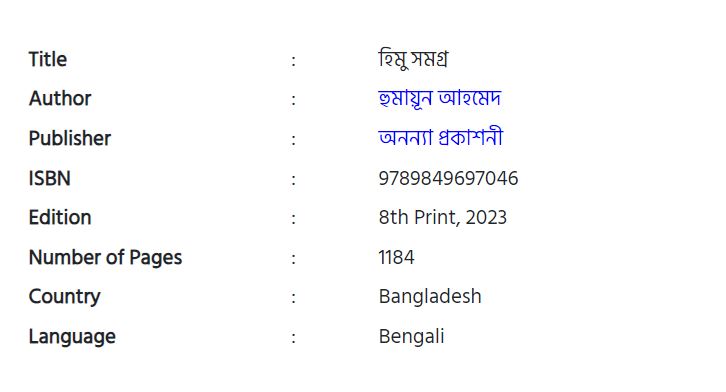 Title : হিমু সমগ্র
Author : হুমায়ূন আহমেদ
Publisher : অনন্যা প্রকাশনী
ISBN : 9789849697046
Edition : 8th Print, 2023
Number of Pages : 1184
Country : Bangladesh
Language : Bengali